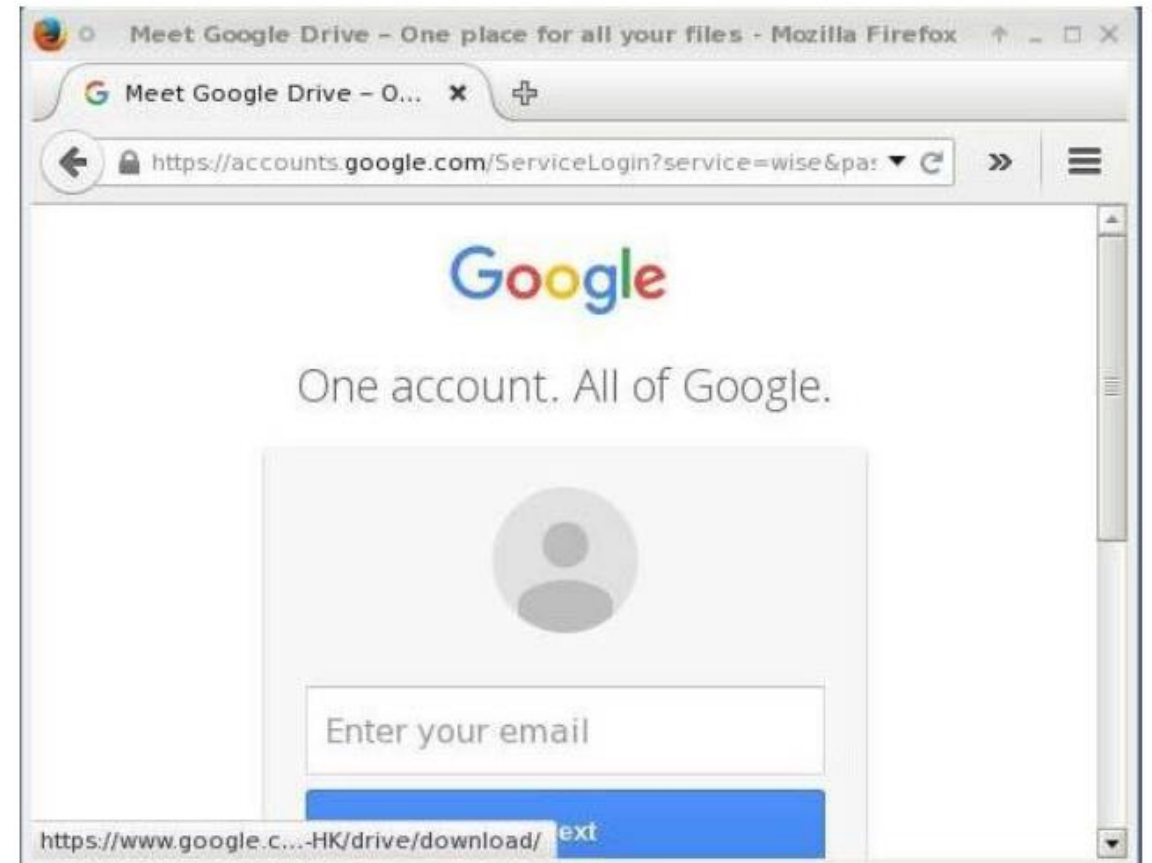 Meet Google Drive – One place for all your files - Mozilla Firefox
Meet Google Drive – O...
https://accounts.google.com/ServiceLogin?service=wise&pas
Google
One account. All of Google.
Enter your email
ext
https://www.google.c...-HK/drive/download/